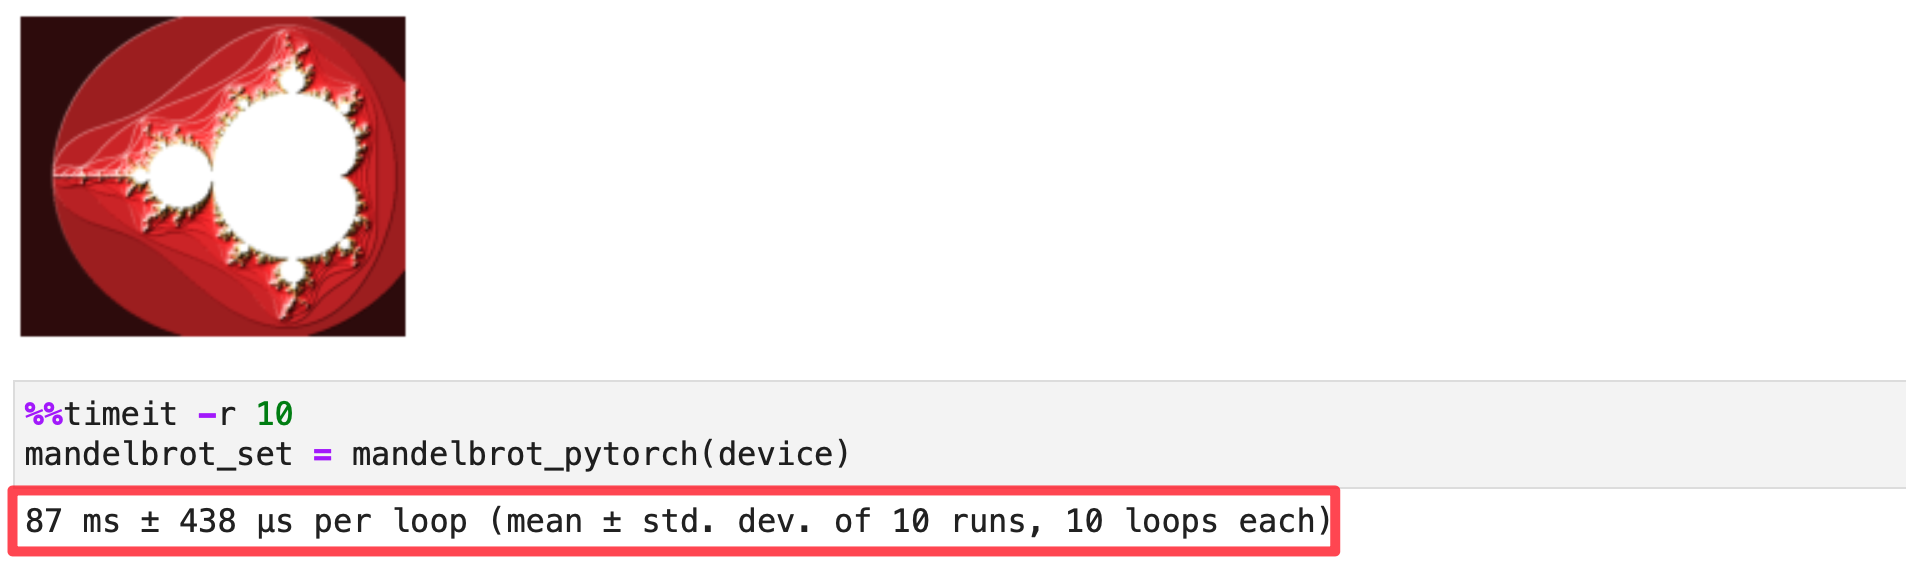 %%timeit -r 10
mandelbrot_set = mandelbrot_pytorch(device)
87 ms ± 438 µs per loop (mean ± std. dev. of 10 runs, 10 loops each)